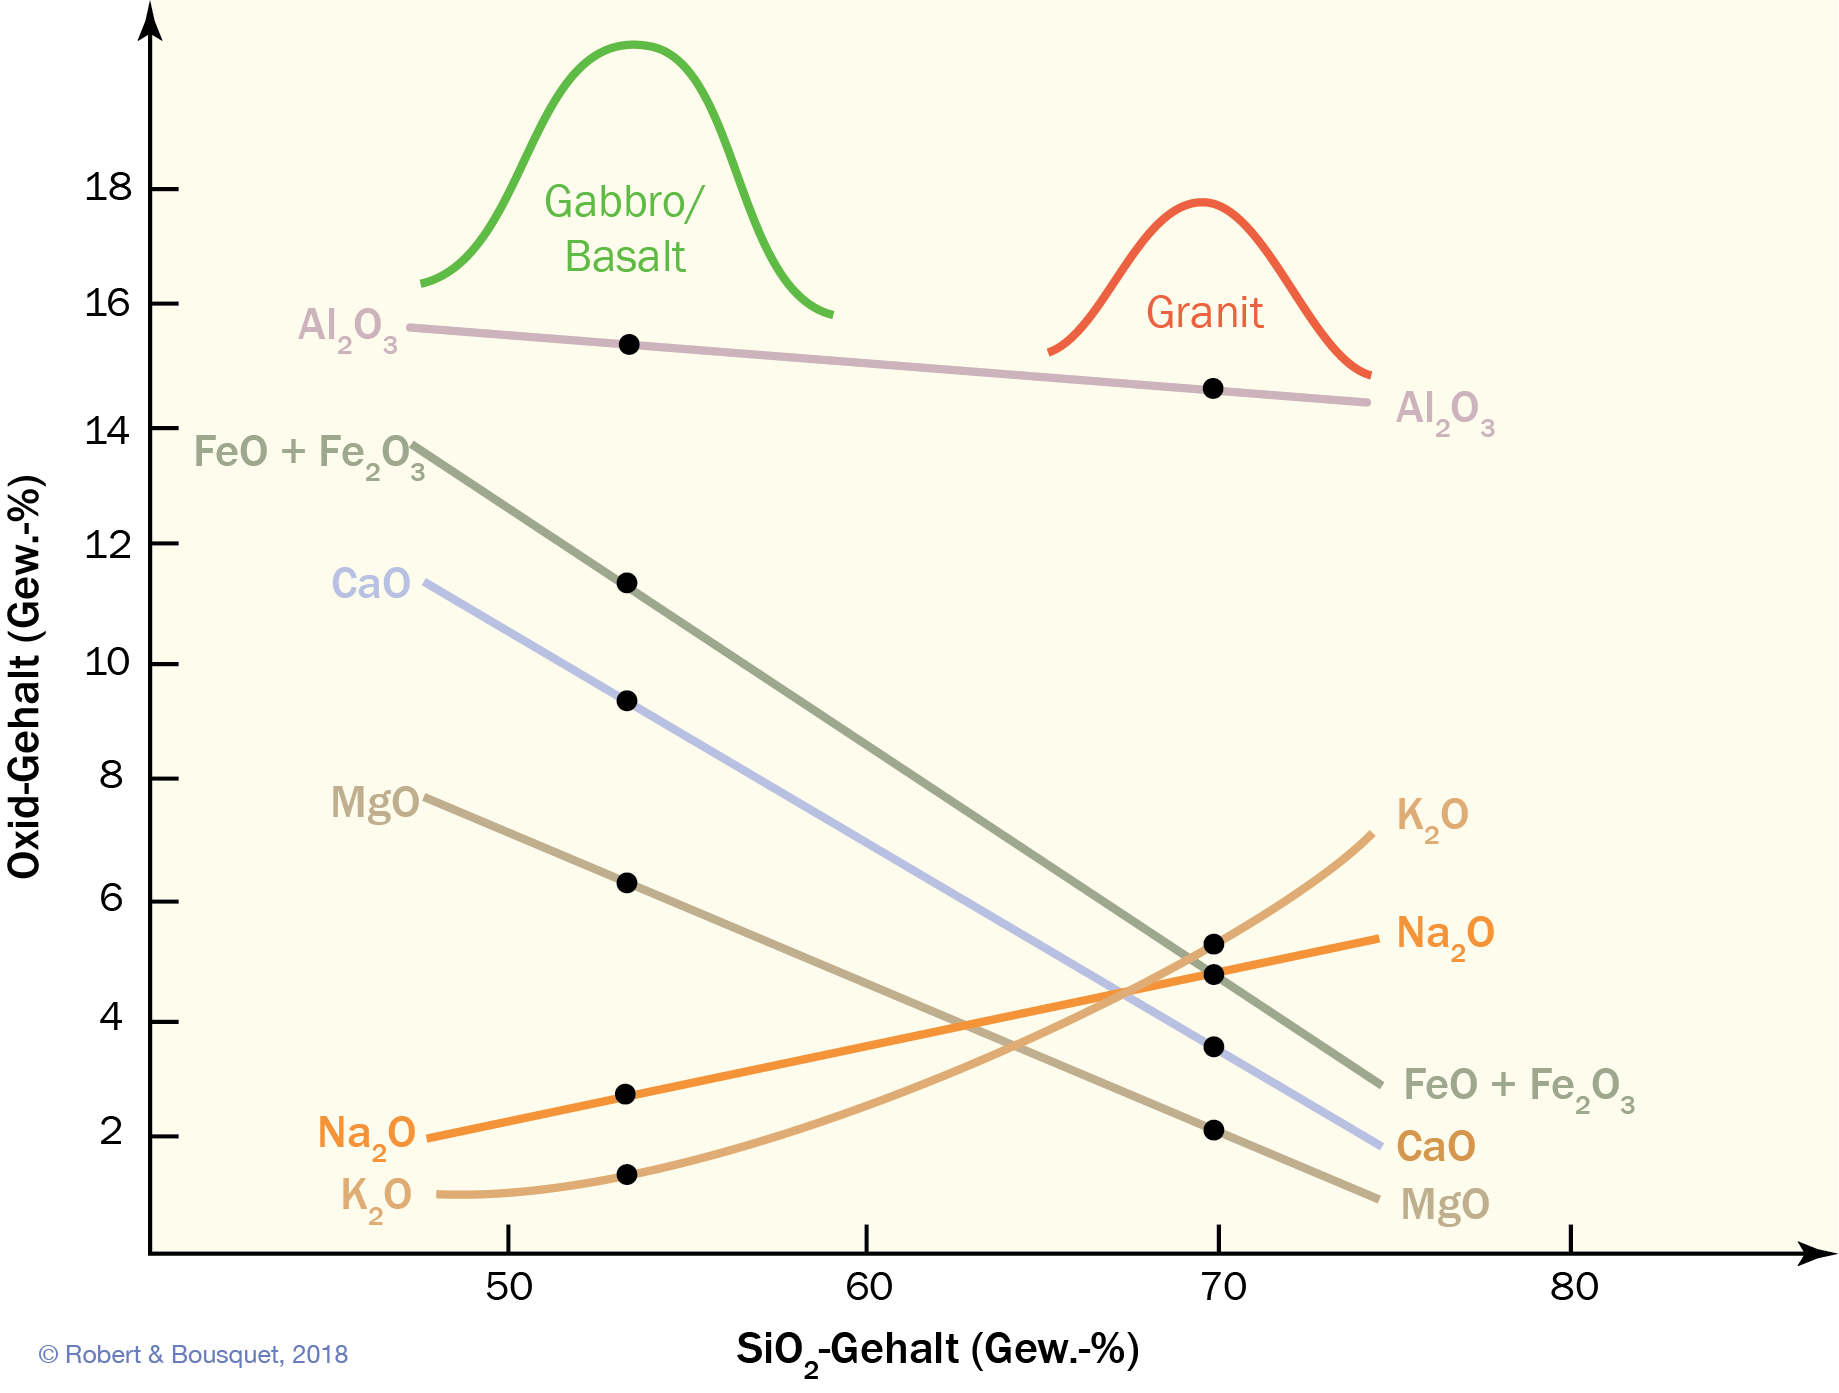 Gabbro/
Basalt
Granit
18
16
14
12
10
8
6
4
2
Oxid-Gehalt (Gew.-%)
Al₂O₃
FeO + Fe₂O₃
CaO
MgO
Na₂O
K₂O
Al₂O₃
K₂O
Na₂O
FeO + Fe₂O₃
CaO
MgO
50 60 70 80
SiO₂-Gehalt (Gew.-%)
© Robert & Bousquet, 2018